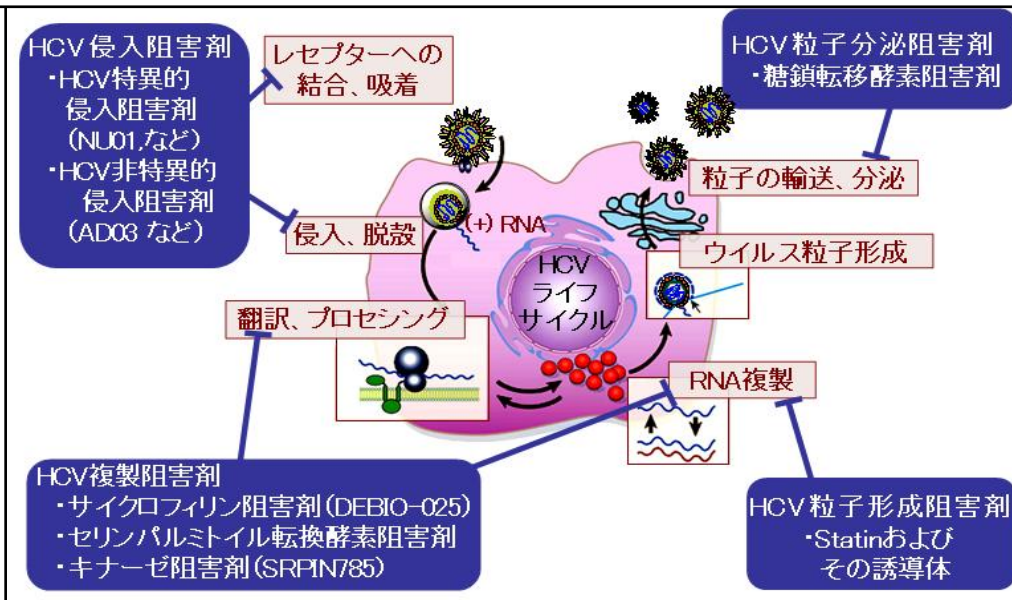 HCV侵入阻害剤
・HCV特異的
侵入阻害剤
(NU01,など)
・HCV非特異的
侵入阻害剤
(AD03 など)
レセプターへの
結合、吸着
HCV粒子分泌阻害剤
・糖鎖転移酵素阻害剤
粒子の輸送、分泌
侵入、脱殻
(+) RNA
ウイルス粒子形成
HCV
ライフ
サイクル
翻訳、プロセシング
RNA複製
HCV複製阻害剤
・サイクロフィリン阻害剤(DEBIO-025)
・セリンパルミトイル転換酵素阻害剤
・キナーゼ阻害剤(SRPIN785)
HCV粒子形成阻害剤
・Statinおよび
その誘導体